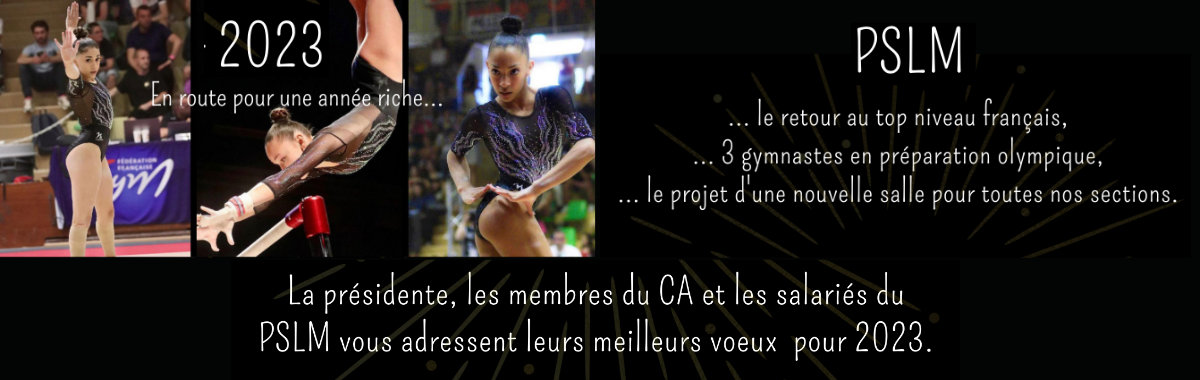 2023
En route pour une année riche...
FÉDÉRATION
FRANÇAISE
PSLM
... le retour au top niveau français,
... 3 gymnastes en préparation olympique,
... le projet d'une nouvelle salle pour toutes nos sections.
La présidente, les membres du CA et les salariés du
PSLM vous adressent leurs meilleurs voeux pour 2023.